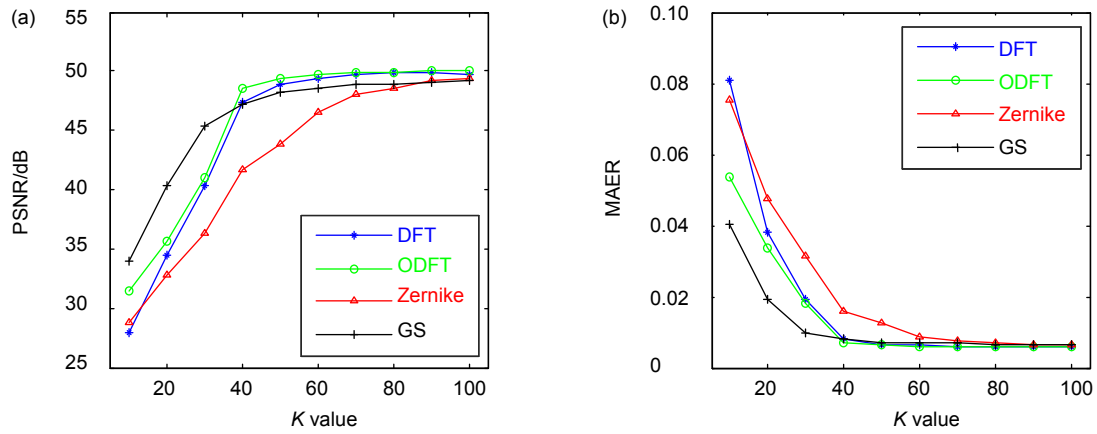 (a)
55
50
45
40
35
30
25
PSNR/dB
20 40 60 80 100
K value
DFT
ODFT
Zernike
GS
(b)
0.10
0.08
0.06
0.04
0.02
0
MAER
20 40 60 80 100
K value
DFT
ODFT
Zernike
GS